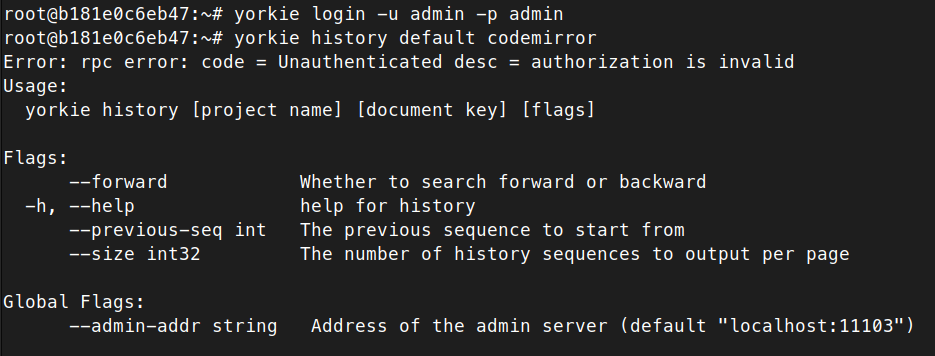 root@b181e0c6eb47:~# yorkie login -u admin -p admin
root@b181e0c6eb47:~# yorkie history default codemirror
Error: rpc error: code = Unauthenticated desc = authorization is invalid
Usage:
  yorkie history [project name] [document key] [flags]

Flags:
      --forward            Whether to search forward or backward
  -h, --help               help for history
      --previous-seq int   The previous sequence to start from
      --size int32         The number of history sequences to output per page

Global Flags:
      --admin-addr string   Address of the admin server (default "localhost:11103")